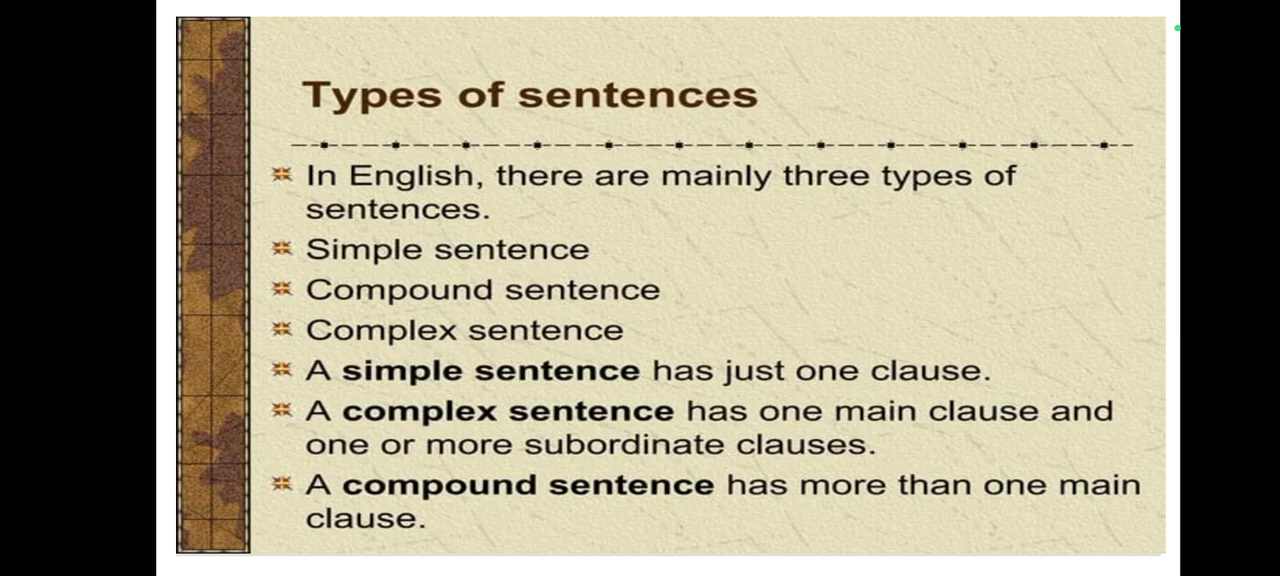 Types of sentences
In English, there are mainly three types of
sentences.
Simple sentence
Compound sentence
Complex sentence
A simple sentence has just one clause.
A complex sentence has one main clause and
one or more subordinate clauses.
A compound sentence has more than one main
clause.